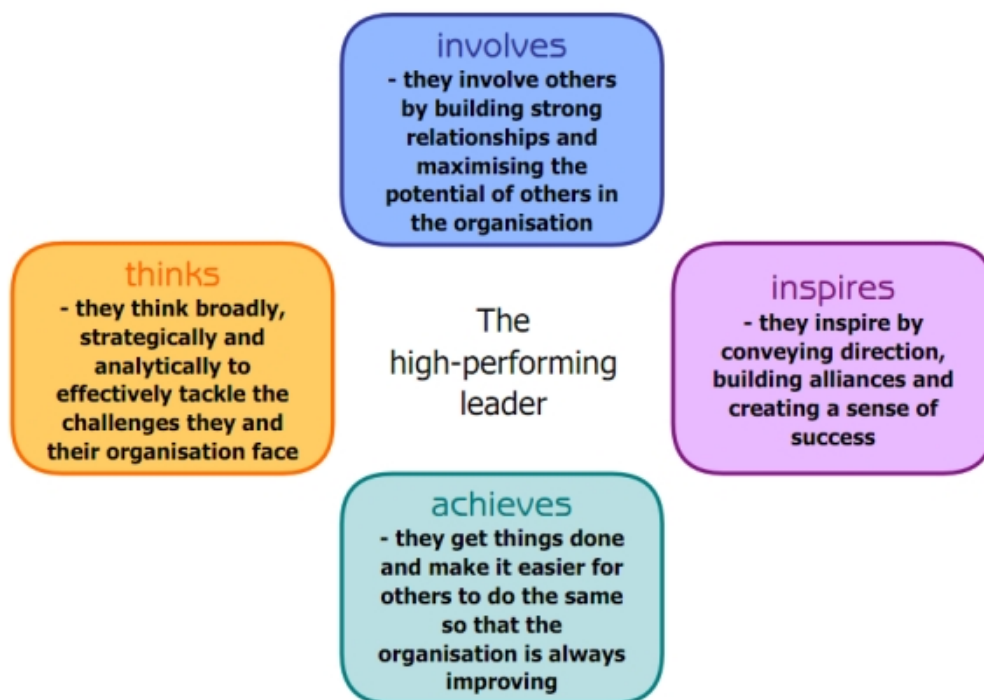 involves
- they involve others
by building strong
relationships and
maximising the
potential of others in
the organisation
thinks
- they think broadly,
strategically and
analytically to
effectively tackle the
challenges they and
their organisation face
The
high-performing
leader
inspires
- they inspire by
conveying direction,
building alliances and
creating a sense of
success
achieves
- they get things done
and make it easier for
others to do the same
so that the
organisation is always
improving